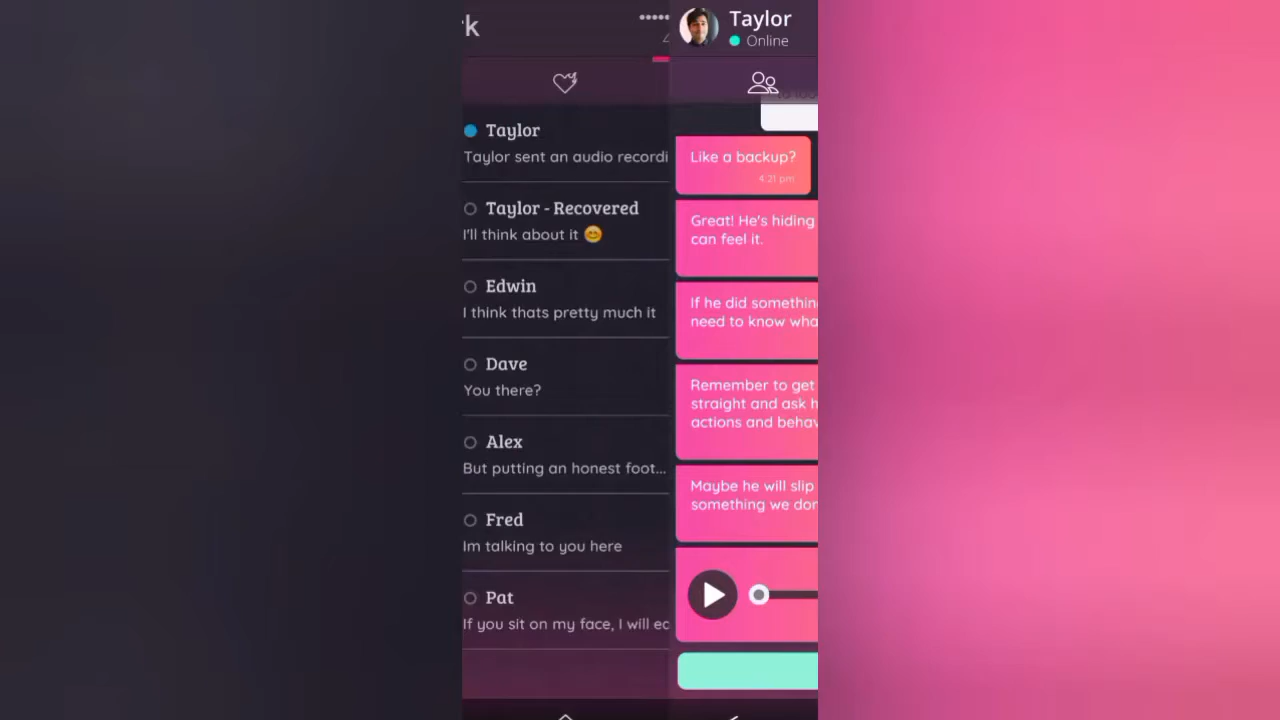 rk
Taylor
Taylor sent an audio recordi
Taylor - Recovered
I'll think about it 😊
Edwin
I think thats pretty much it
Dave
You there?
Alex
But putting an honest foot...
Fred
Im talking to you here
Pat
If you sit on my face, I will ea
Taylor
Online
Like a backup?
4:21 pm
Great! He's hiding
can feel it.
If he did somethin
need to know wha
Remember to get
straight and ask h
actions and behav
Maybe he will slip
something we don